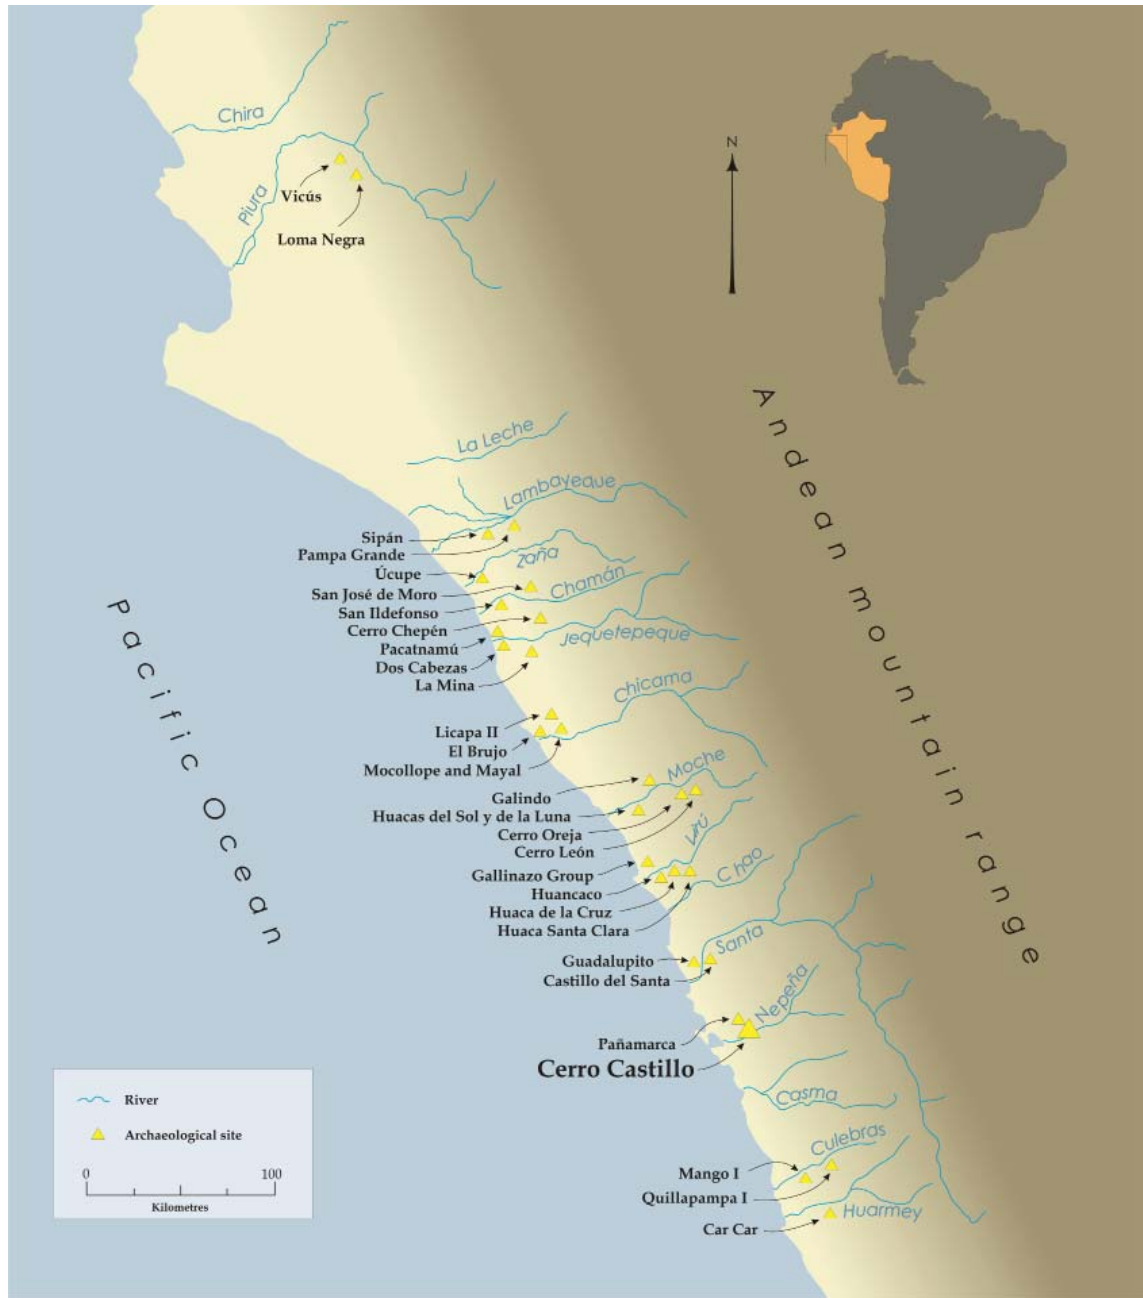 Chira
N
Piura
Vicús
Loma Negra
Andean mountain range
La Leche
Lambayeque
Sipán
Pampa Grande
Zaña
Úcupe
San José de Moro
Chamán
San Ildefonso
Cerro Chepén
Pacatnamú
Jequetepeque
Dos Cabezas
La Mina
Pacific Ocean
Chicama
Licapa II
El Brujo
Mocollope and Mayal
Moche
Galindo
Huacas del Sol y de la Luna
Cerro Oreja
Virú
Cerro León
Chao
Gallinazo Group
Huancaco
Huaca de la Cruz
Huaca Santa Clara
Santa
Guadalupito
Castillo del Santa
Nepeña
Pañamarca
Cerro Castillo
Casma
River
Archaeological site
0 100
Kilometres
Culebras
Mango I
Quillapampa I
Huarmey
Car Car